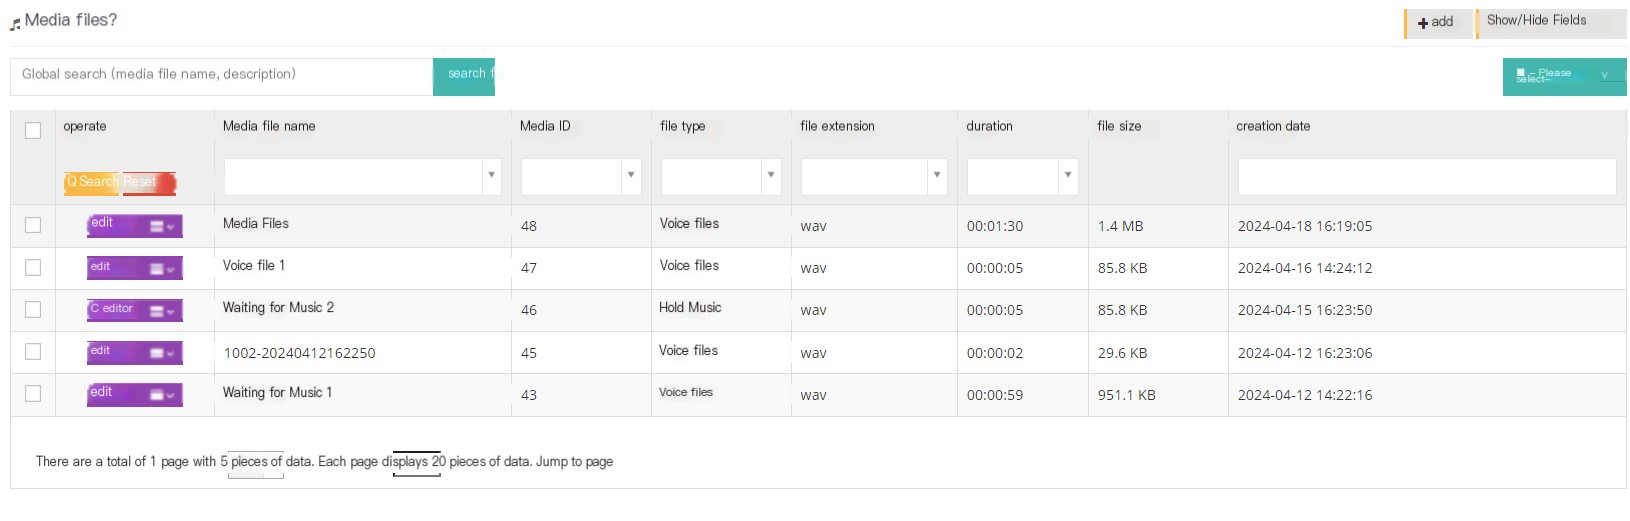 Media files?
+ add
Show/Hide Fields
Global search (media file name, description)
search f
- Please
select-
operate Media file name Media ID file type file extension duration file size creation date
Q Search Reset
edit Media Files 48 Voice files wav 00:01:30 1.4 MB 2024-04-18 16:19:05
edit Voice file 1 47 Voice files wav 00:00:05 85.8 KB 2024-04-16 14:24:12
C editor Waiting for Music 2 46 Hold Music wav 00:00:05 85.8 KB 2024-04-15 16:23:50
edit 1002-20240412162250 45 Voice files wav 00:00:02 29.6 KB 2024-04-12 16:23:06
edit Waiting for Music 1 43 Voice files wav 00:00:59 951.1 KB 2024-04-12 14:22:16
There are a total of 1 page with 5 pieces of data. Each page displays 20 pieces of data. Jump to page